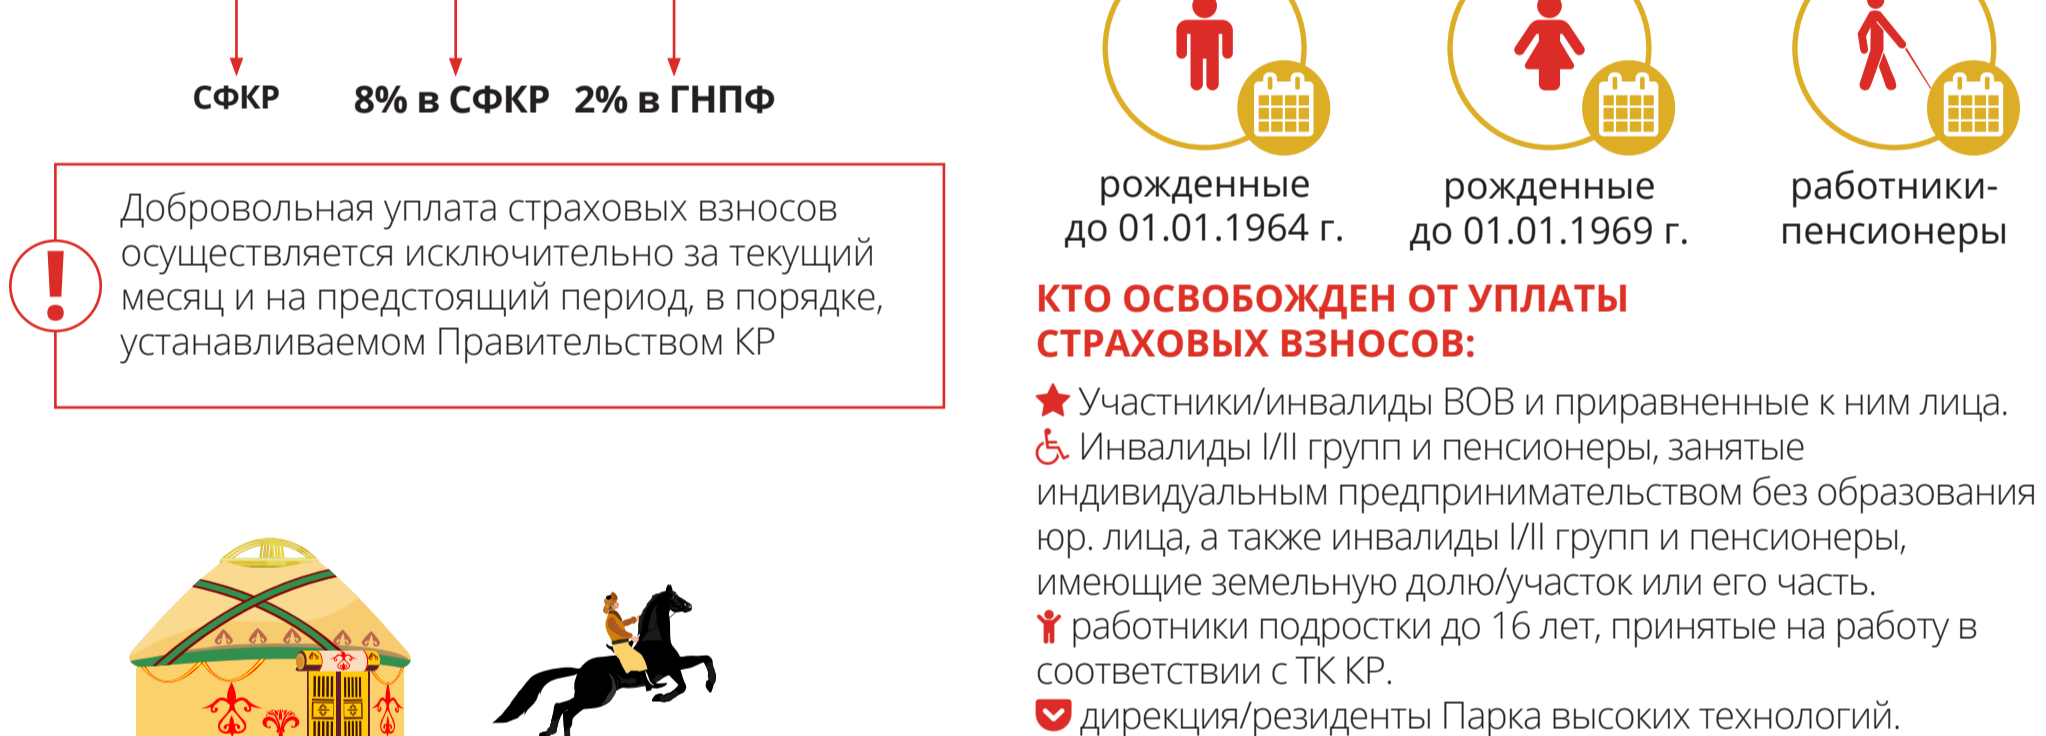 СФКР
8% в СФКР
2% в ГНПФ
Добровольная уплата страховых взносов
осуществляется исключительно за текущий
месяц и на предстоящий период, в порядке,
устанавливаемом Правительством КР
!
рожденные
до 01.01.1964 г.
рожденные
до 01.01.1969 г.
работники-
пенсионеры
КТО ОСВОБОЖДЕН ОТ УПЛАТЫ
СТРАХОВЫХ ВЗНОСОВ:
Участники/инвалиды ВОВ и приравненные к ним лица.
Инвалиды I/II групп и пенсионеры, занятые
индивидуальным предпринимательством без образования
юр. лица, а также инвалиды I/II групп и пенсионеры,
имеющие земельную долю/участок или его часть.
работники подростки до 16 лет, принятые на работу в
соответствии с ТК КР.
дирекция/резиденты Парка высоких технологий.